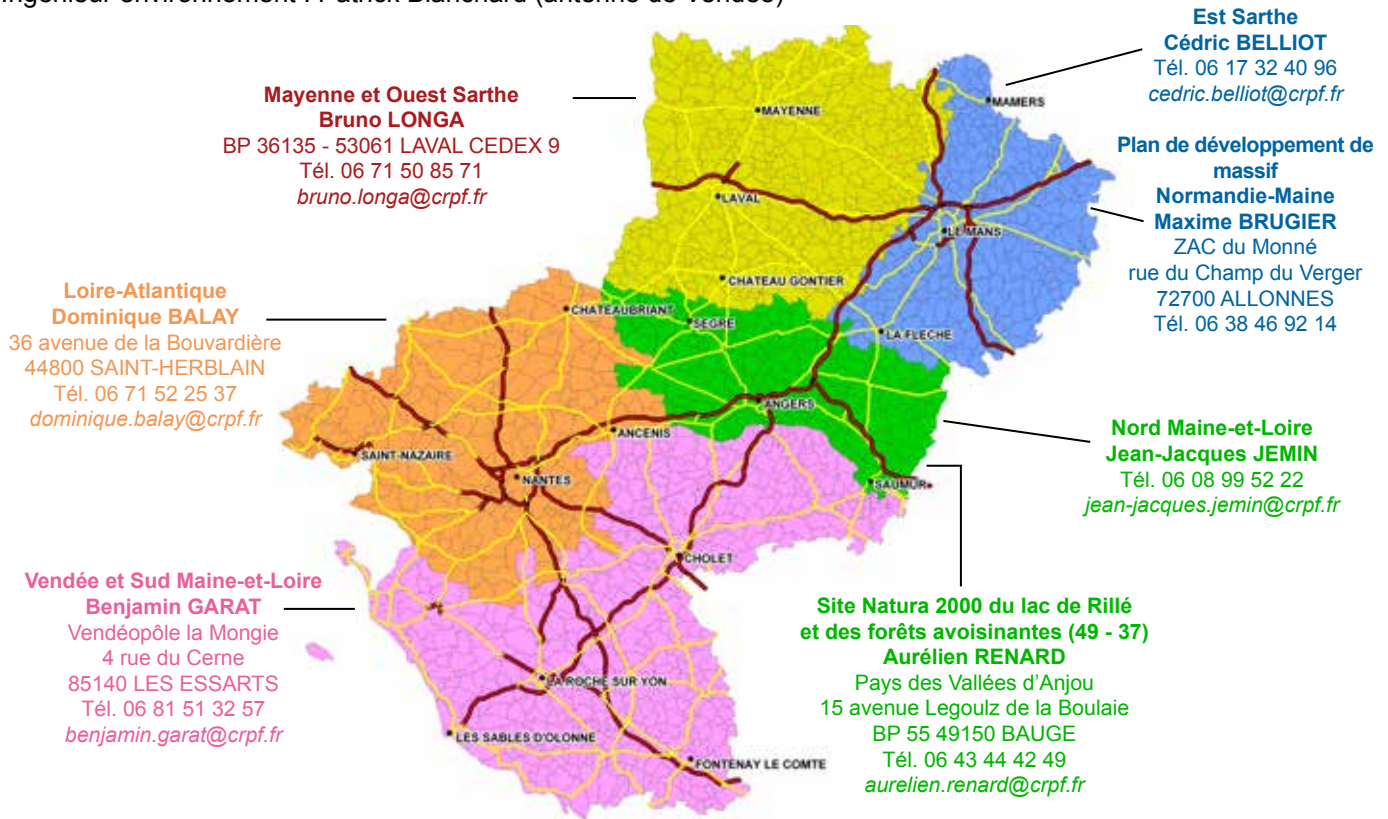 Ingénieur environnement : Patrick Blanchard (antenne de Vendée)
Est Sarthe
Cédric BELLIOT
Tél. 06 17 32 40 96
cedric.belliot@crpf.fr
Mayenne et Ouest Sarthe
Bruno LONGA
BP 36135 - 53061 LAVAL CEDEX 9
Tél. 06 71 50 85 71
bruno.longa@crpf.fr
Plan de développement de
massif
Normandie-Maine
Maxime BRUGIER
ZAC du Monné
rue du Champ du Verger
72700 ALLONNES
Tél. 06 38 46 92 14
Loire-Atlantique
Dominique BALAY
36 avenue de la Bouvardière
44800 SAINT-HERBLAIN
Tél. 06 71 52 25 37
dominique.balay@crpf.fr
Nord Maine-et-Loire
Jean-Jacques JEMIN
Tél. 06 08 99 52 22
jean-jacques.jemin@crpf.fr
Vendée et Sud Maine-et-Loire
Benjamin GARAT
Vendéopôle la Mongie
4 rue du Cerne
85140 LES ESSARTS
Tél. 06 81 51 32 57
benjamin.garat@crpf.fr
Site Natura 2000 du lac de Rillé
et des forêts avoisinantes (49 - 37)
Aurélien RENARD
Pays des Vallées d'Anjou
15 avenue Legoulz de la Boulaie
BP 55 49150 BAUGE
Tél. 06 43 44 42 49
aurelien.renard@crpf.fr
MAYENNE
MAMERS
LAVAL
LE MANS
CHATEAU GONTIER
CHATEAUBRIANT
SEGRE
LA FLECHE
ANGERS
ANCENIS
SAINT-NAZAIRE
NANTES
SAUMUR
CHOLET
LA ROCHE SUR YON
LES SABLES D'OLONNE
FONTENAY LE COMTE